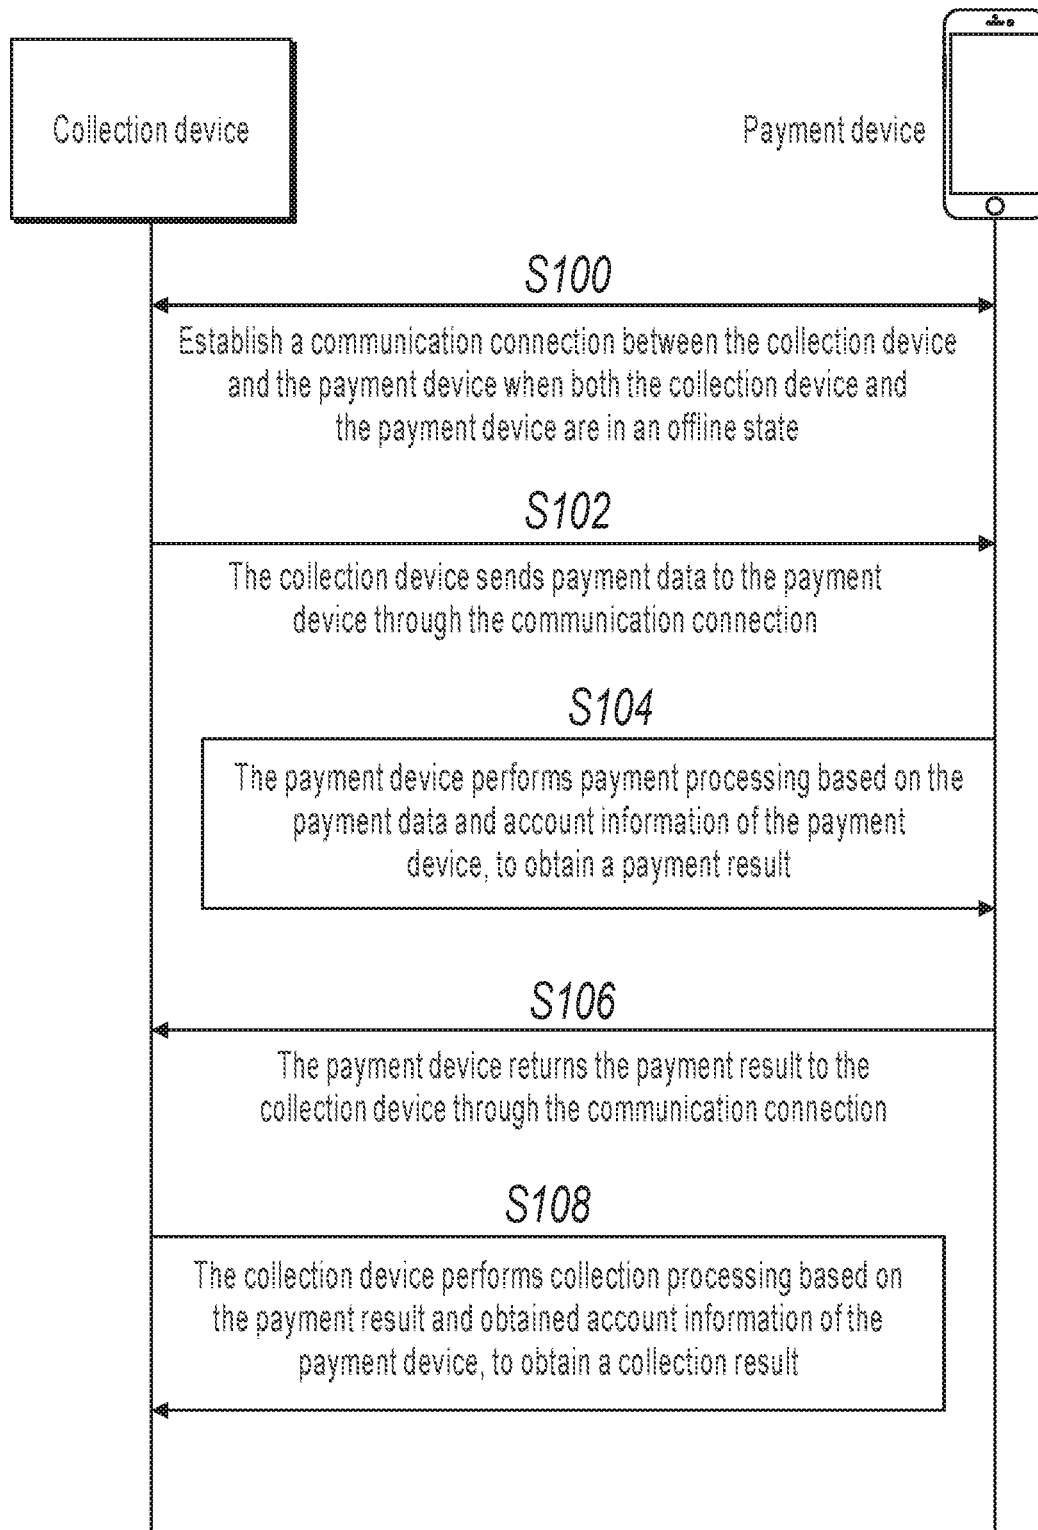 Collection device
Payment device
S100
Establish a communication connection between the collection device
and the payment device when both the collection device and
the payment device are in an offline state
S102
The collection device sends payment data to the payment
device through the communication connection
S104
The payment device performs payment processing based on the
payment data and account information of the payment
device, to obtain a payment result
S106
The payment device returns the payment result to the
collection device through the communication connection
S108
The collection device performs collection processing based on
the payment result and obtained account information of the
payment device, to obtain a collection result